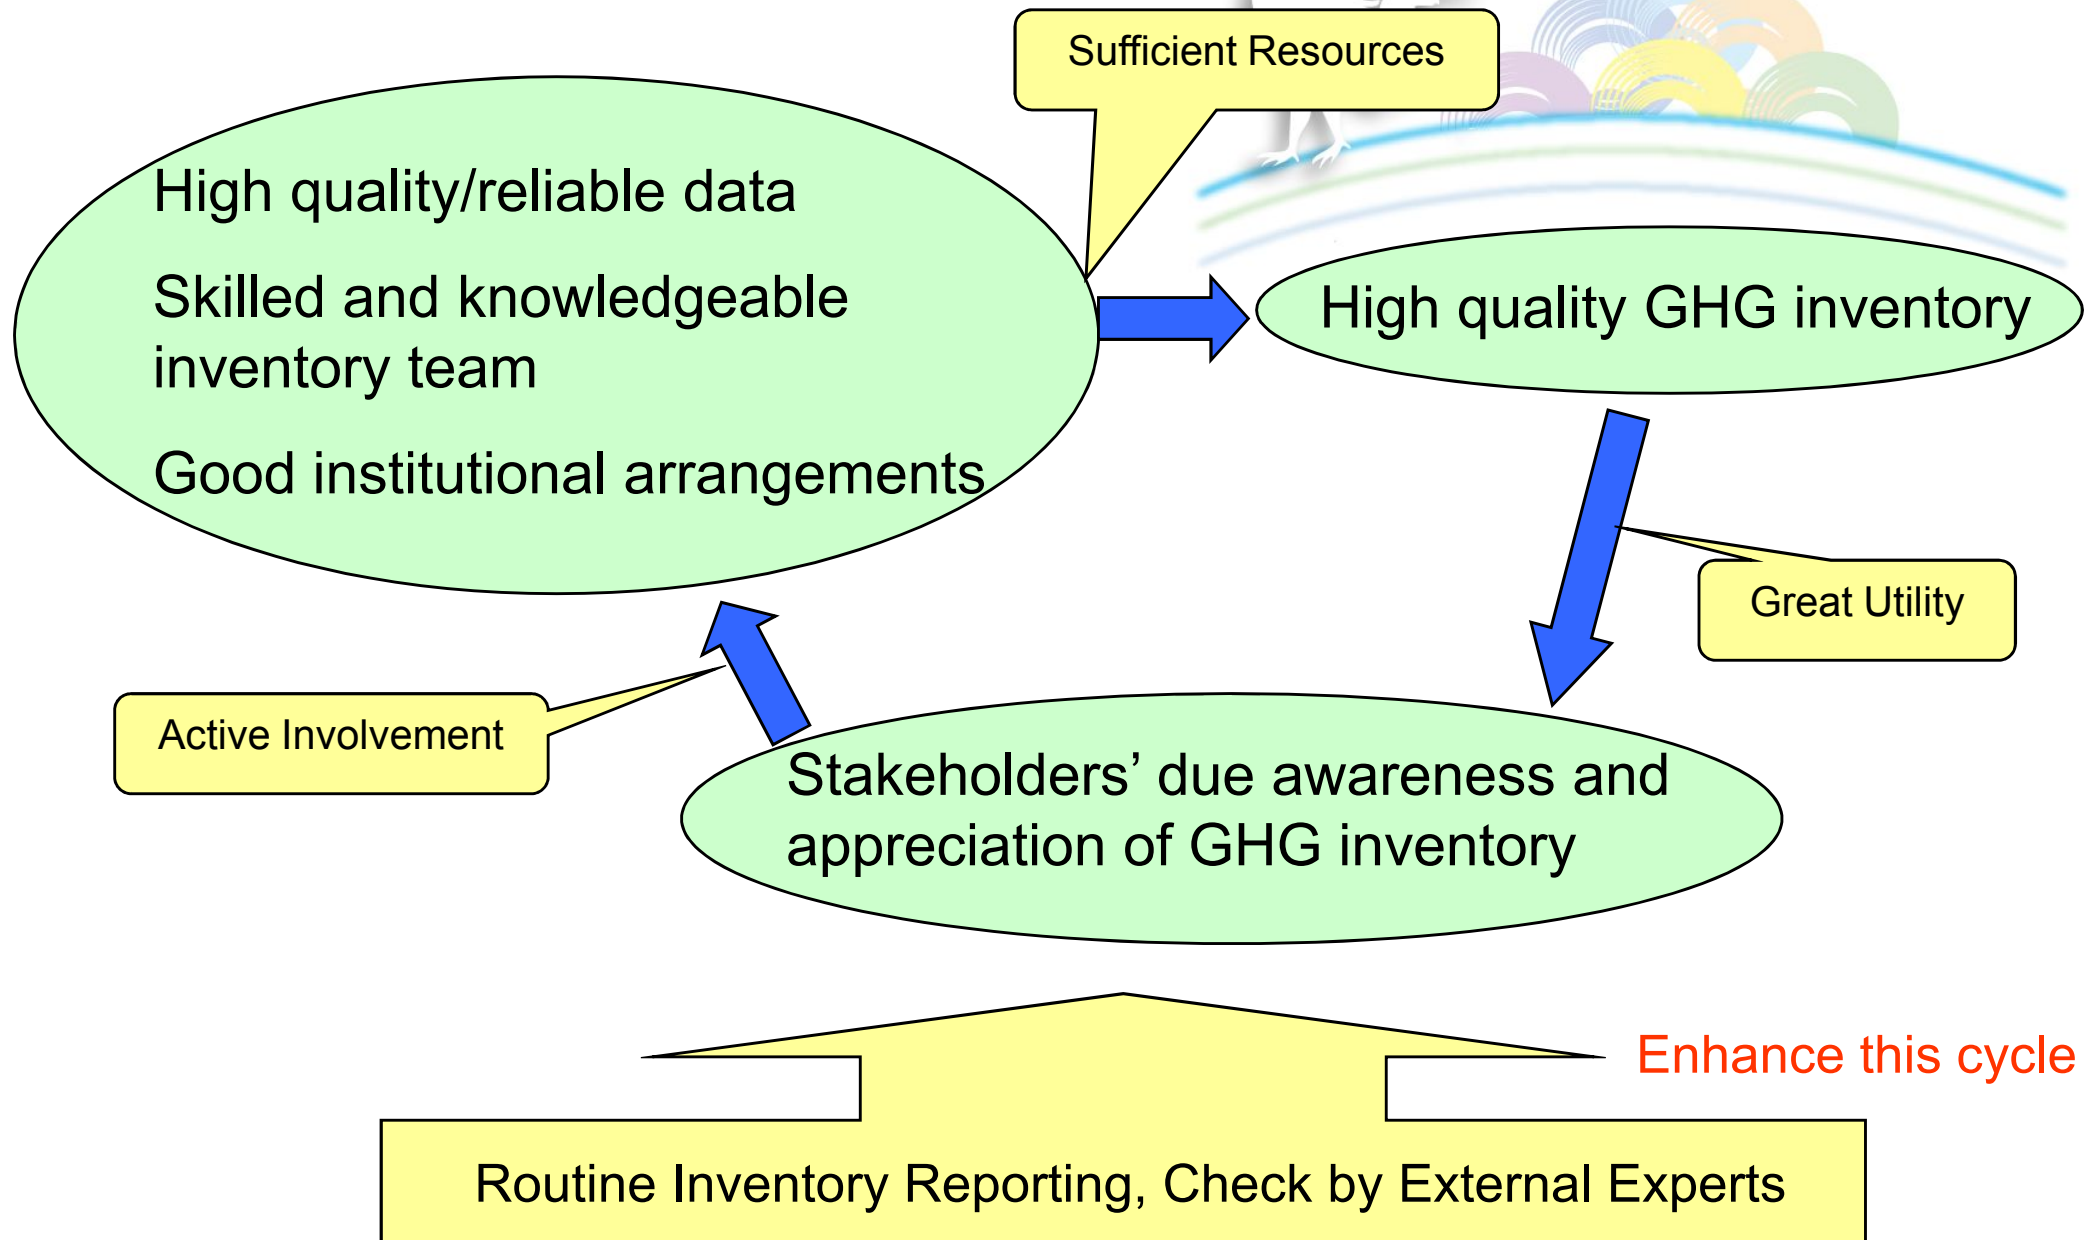 Sufficient Resources
High quality/reliable data
Skilled and knowledgeable
inventory team
Good institutional arrangements
High quality GHG inventory
Great Utility
Active Involvement
Stakeholders’ due awareness and
appreciation of GHG inventory
Enhance this cycle
Routine Inventory Reporting, Check by External Experts